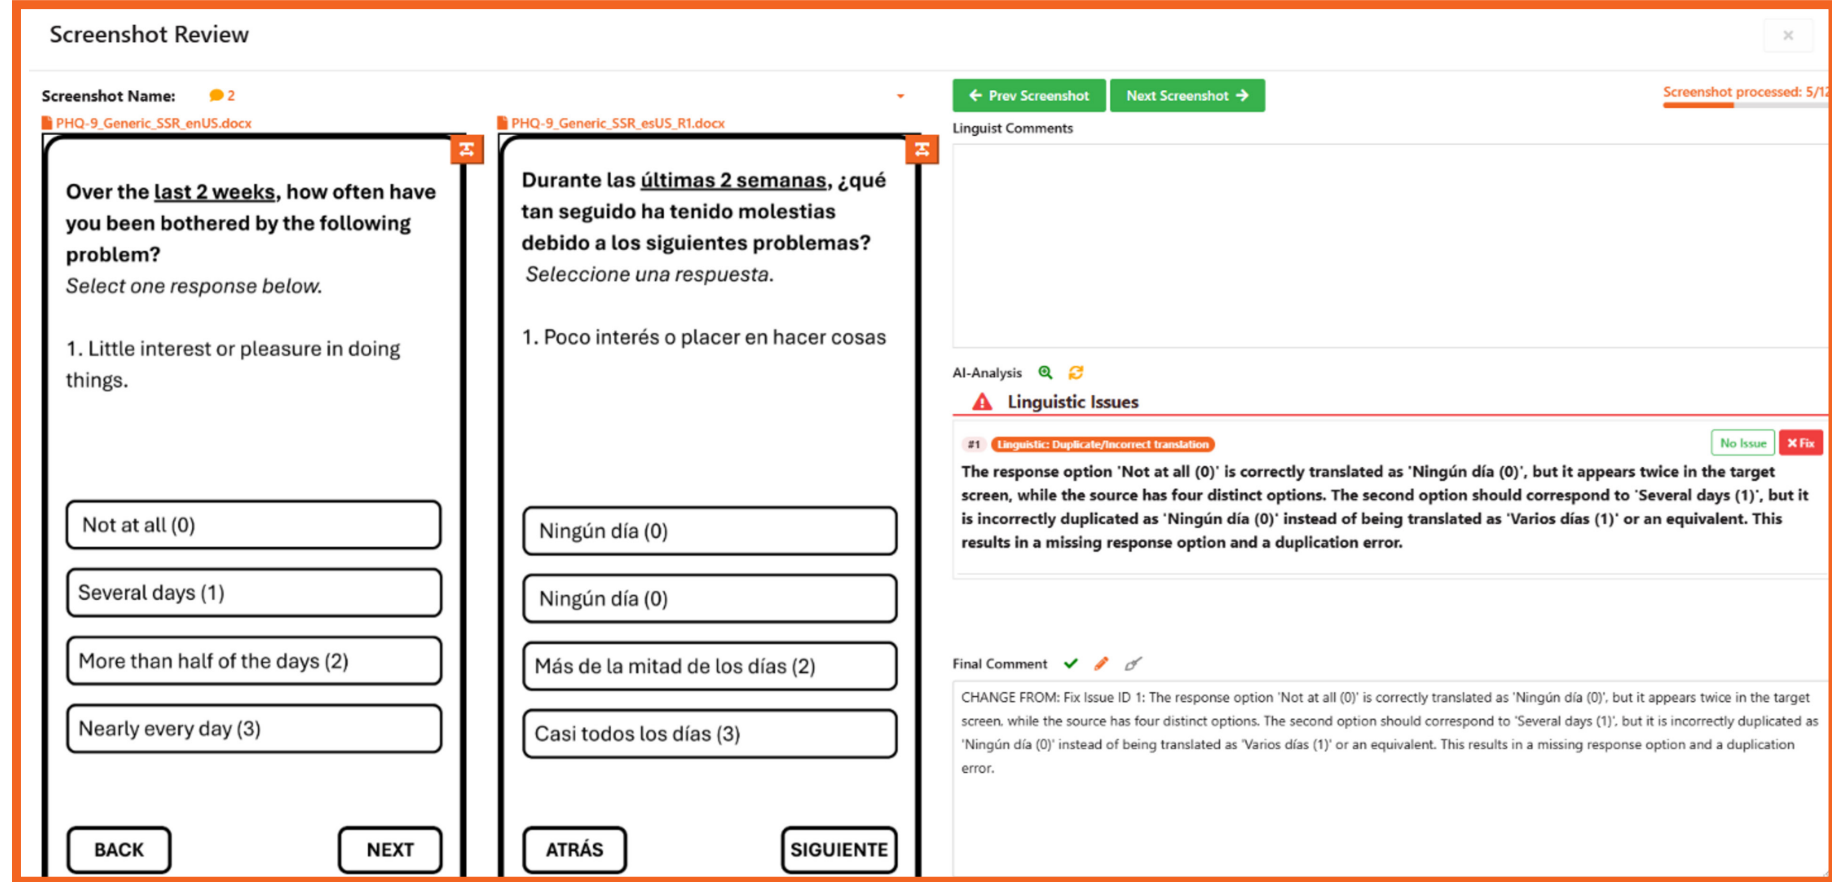 Screenshot Review
×
Screenshot Name:
2
PHQ-9_Generic_SSR_enUS.docx
Over the last 2 weeks, how often have
you been bothered by the following
problem?
Select one response below.
1. Little interest or pleasure in doing
things.
Not at all (0)
Several days (1)
More than half of the days (2)
Nearly every day (3)
BACK
NEXT
PHQ-9_Generic_SSR_esUS_R1.docx
Durante las últimas 2 semanas, ¿qué
tan seguido ha tenido molestias
debido a los siguientes problemas?
Seleccione una respuesta.
1. Poco interés o placer en hacer cosas
Ningún día (0)
Ningún día (0)
Más de la mitad de los días (2)
Casi todos los días (3)
ATRÁS
SIGUIENTE
← Prev Screenshot
Next Screenshot →
Screenshot processed: 5/12
Linguist Comments
AI-Analysis
Linguistic Issues
#1 Linguistic: Duplicate/Incorrect translation
No Issue
× Fix
The response option 'Not at all (0)' is correctly translated as 'Ningún día (0)', but it appears twice in the target
screen, while the source has four distinct options. The second option should correspond to 'Several days (1)', but it
is incorrectly duplicated as 'Ningún día (0)' instead of being translated as 'Varios días (1)' or an equivalent. This
results in a missing response option and a duplication error.
Final Comment
CHANGE FROM: Fix Issue ID 1: The response option 'Not at all (0)' is correctly translated as 'Ningún día (0)', but it appears twice in the target
screen, while the source has four distinct options. The second option should correspond to 'Several days (1)', but it is incorrectly duplicated as
'Ningún día (0)' instead of being translated as 'Varios días (1)' or an equivalent. This results in a missing response option and a duplication
error.